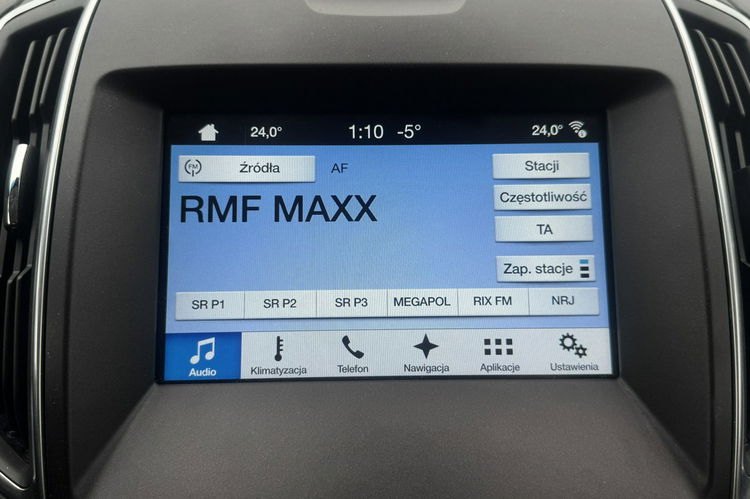 24,0° 1:10 -5° 24,0°
FM Źródła AF Stacji
RMF MAXX
Częstotliwość
TA
Zap. stacje
SR P1 SR P2 SR P3 MEGAPOL RIX FM NRJ
Audio Klimatyzacja Telefon Nawigacja Aplikacje Ustawienia